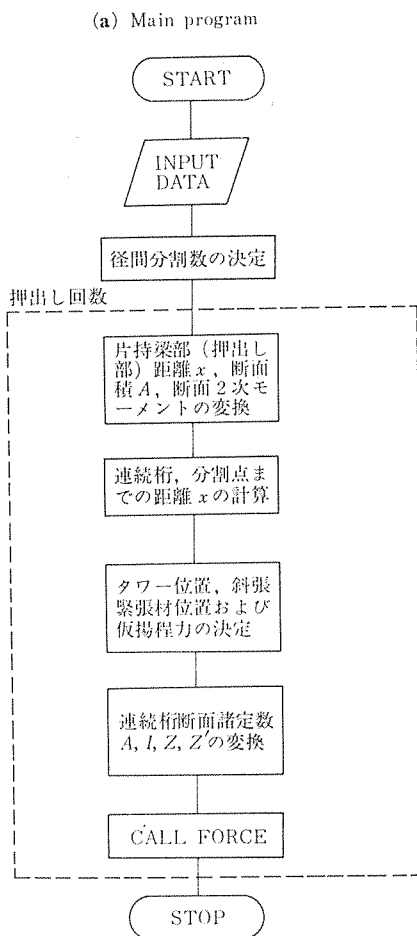 (a) Main program
START
INPUT
DATA
径間分割数の決定
押出し回数
片持梁部（押出し
部）距離 x，断面
積 A，断面２次モ
ーメントの変換
連続桁，分割点ま
での距離 x の計算
タワー位置，斜張
緊張材位置および
仮揚程力の決定
連続桁断面諸定数
A, I, Z, Z′の変換
CALL FORCE
STOP